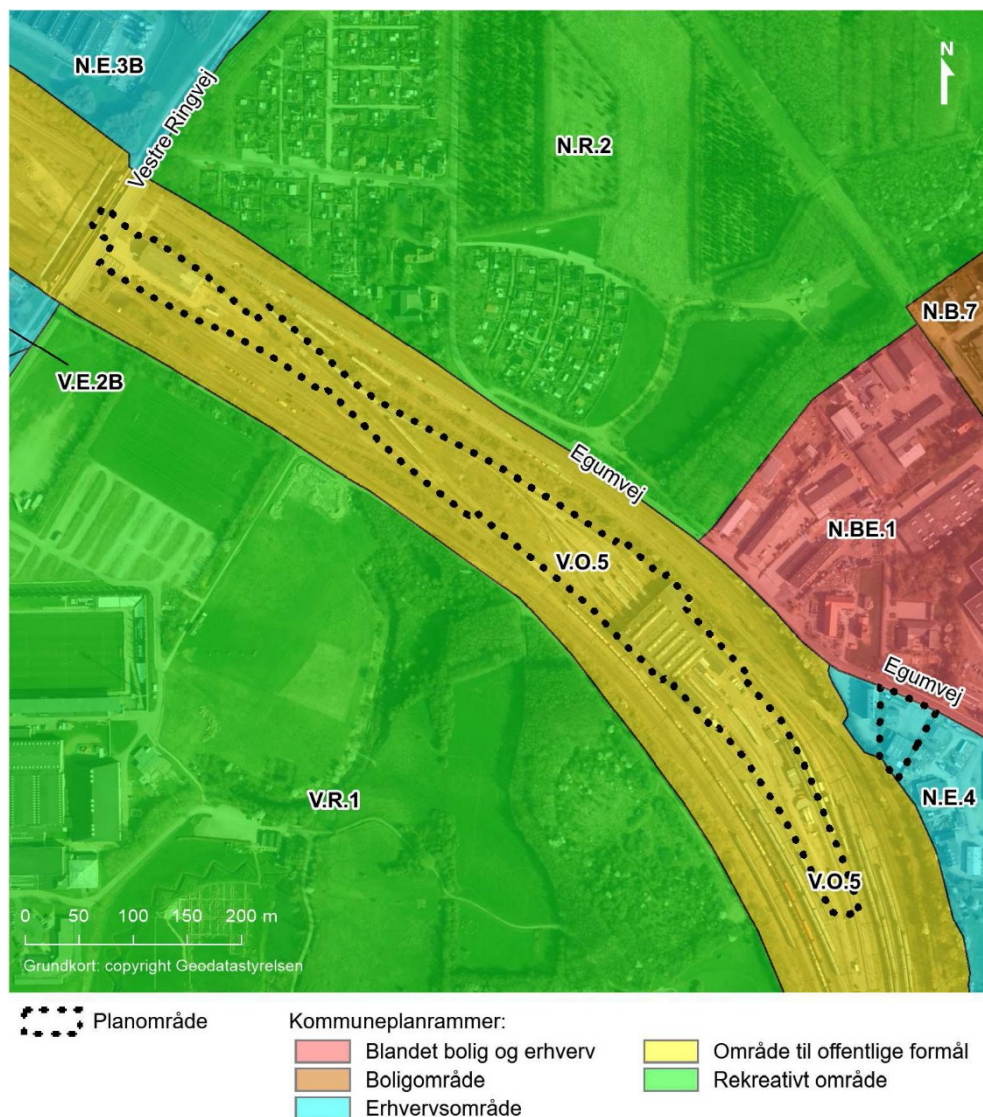 N.E.3B
Vestre Ringvej
N
N.R.2
N.B.7
V.E.2B
Egumvej
N.BE.1
V.O.5
Egumvej
N.E.4
V.R.1
V.O.5
0 50 100 150 200 m
Grundkort: copyright Geodatastyrelsen
Planområde
Kommuneplanrammer:
Blandet bolig og erhverv
Boligområde
Erhvervsområde
Område til offentlige formål
Rekreativt område